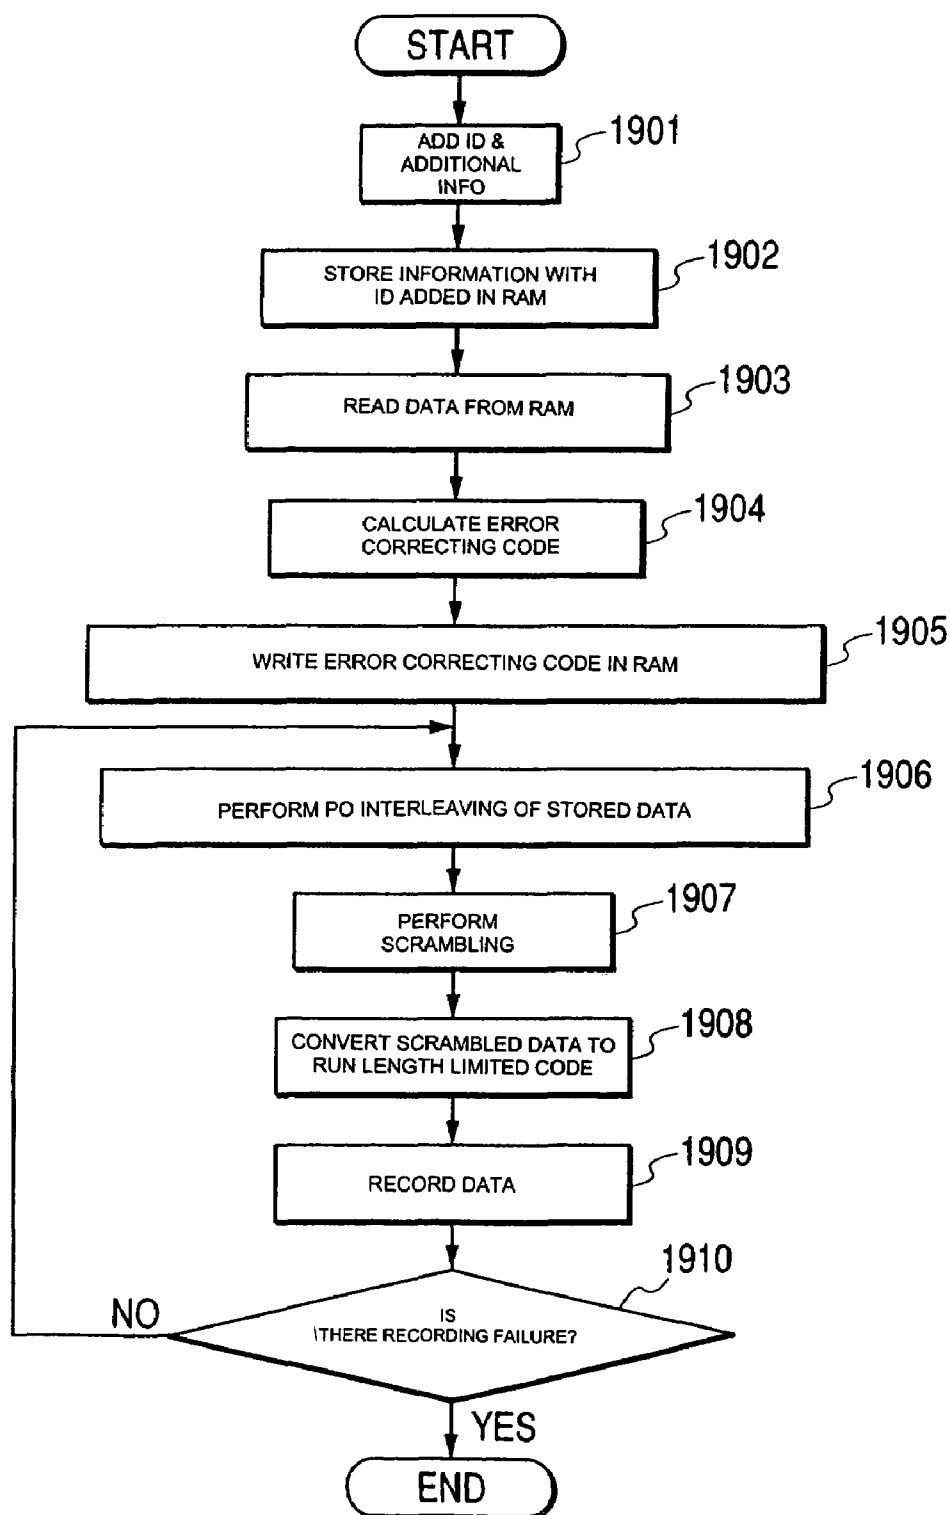 START
1901
ADD ID &
ADDITIONAL
INFO
1902
STORE INFORMATION WITH
ID ADDED IN RAM
1903
READ DATA FROM RAM
1904
CALCULATE ERROR
CORRECTING CODE
1905
WRITE ERROR CORRECTING CODE IN RAM
1906
PERFORM PO INTERLEAVING OF STORED DATA
1907
PERFORM
SCRAMBLING
1908
CONVERT SCRAMBLED DATA TO
RUN LENGTH LIMITED CODE
1909
RECORD DATA
1910
IS
THERE RECORDING FAILURE?
NO
YES
END